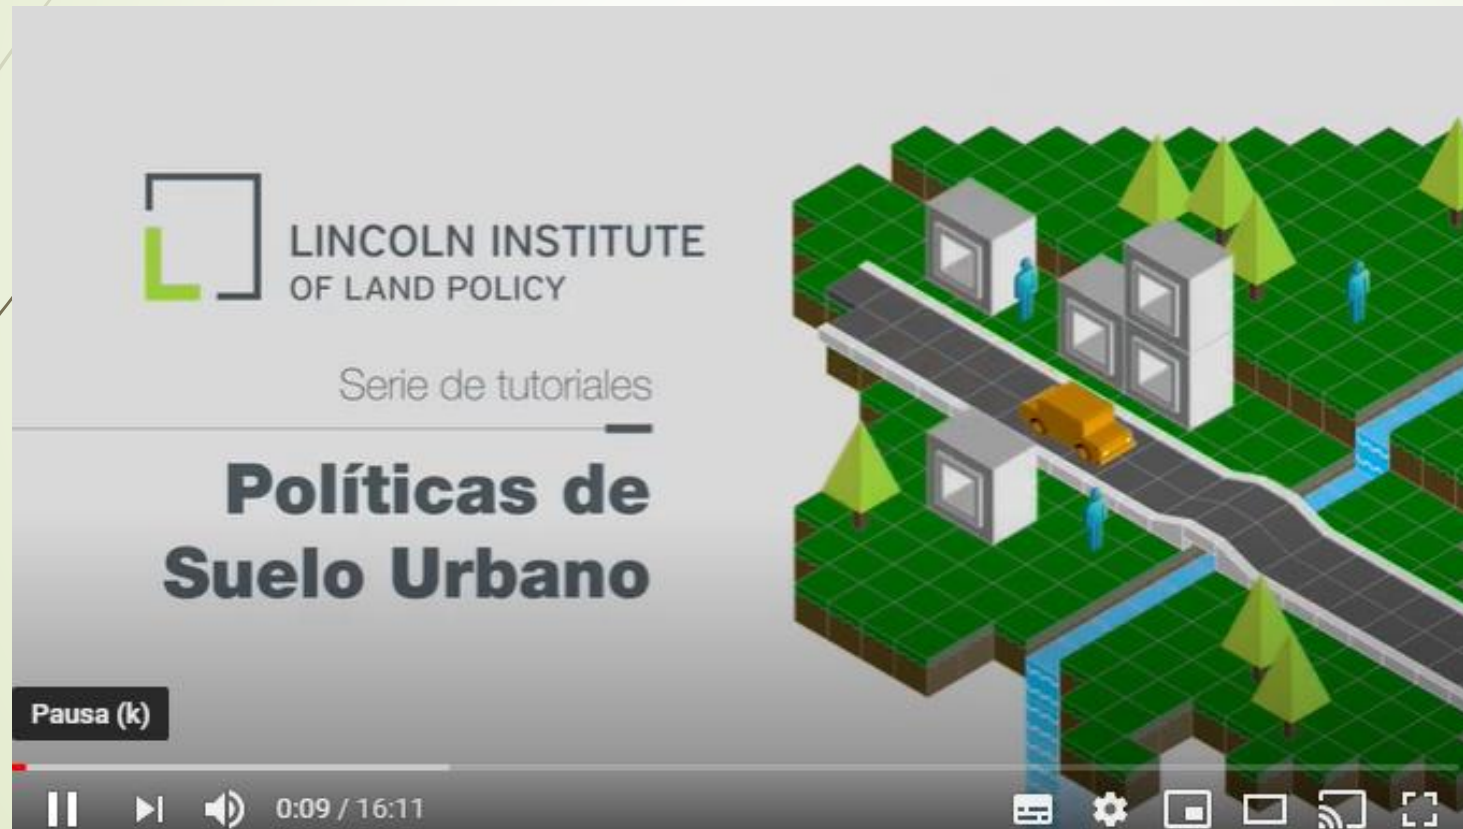 LINCOLN INSTITUTE
OF LAND POLICY
Serie de tutoriales
Políticas de
Suelo Urbano
Pausa (k)
0:09 / 16:11